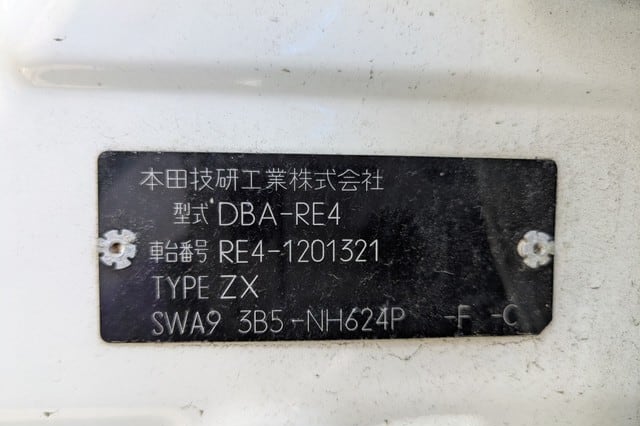 本田技研工業株式会社
型式 DBA-RE4
車台番号 RE4-1201321
TYPE ZX
SWA9 3B5-NH624P -F -C